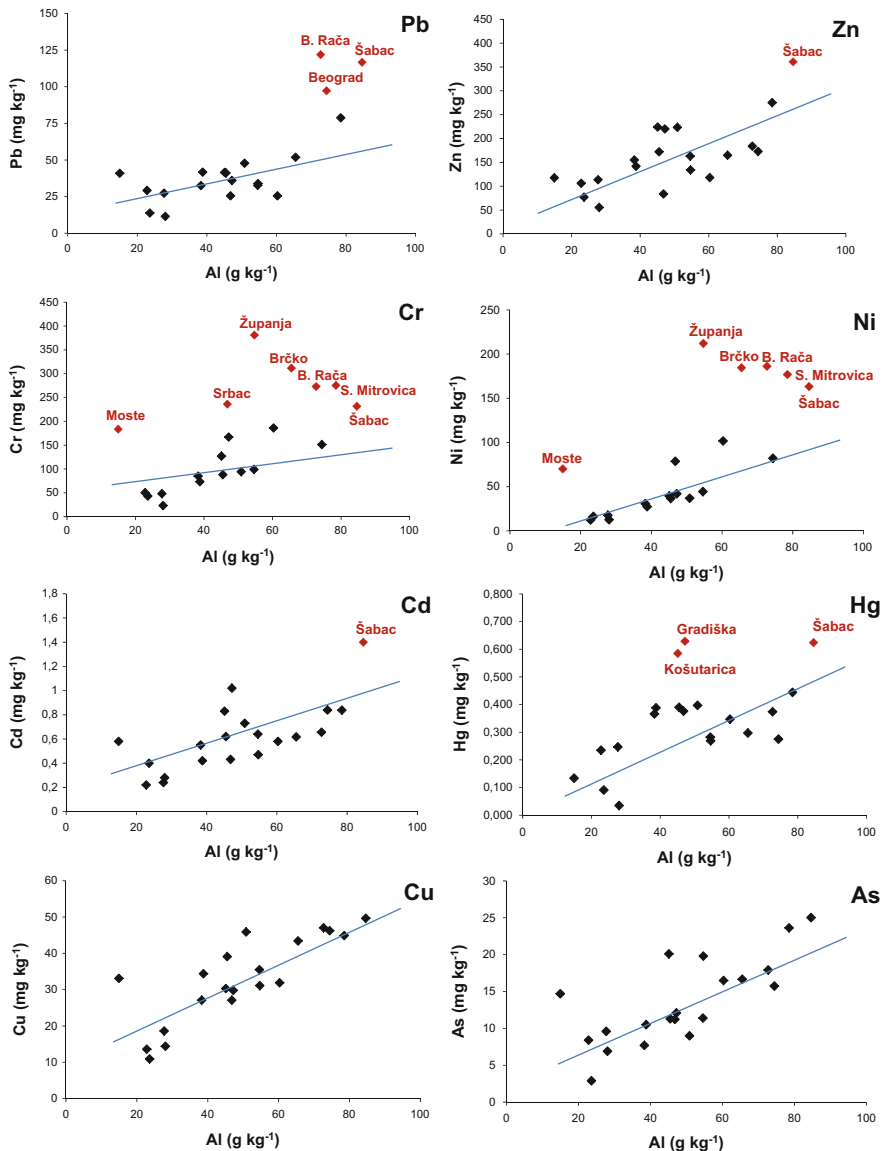 Pb
150
125
100
75
50
25
0
Pb (mg kg⁻¹)
B. Rača
Šabac
Beograd
0 20 40 60 80 100
Al (g kg⁻¹)
Zn
450
400
350
300
250
200
150
100
50
0
Zn (mg kg⁻¹)
Šabac
0 20 40 60 80 100
Al (g kg⁻¹)
Cr
450
400
350
300
250
200
150
100
50
0
Cr (mg kg⁻¹)
Županja
Brčko
B. Rača
S. Mitrovica
Srbac
Šabac
Moste
0 20 40 60 80 100
Al (g kg⁻¹)
Ni
250
200
150
100
50
0
Ni (mg kg⁻¹)
Županja
Brčko
B. Rača
S. Mitrovica
Šabac
Moste
0 20 40 60 80 100
Al (g kg⁻¹)
Cd
1,8
1,6
1,4
1,2
1
0,8
0,6
0,4
0,2
0
Cd (mg kg⁻¹)
Šabac
0 20 40 60 80 100
Al (g kg⁻¹)
Hg
0,800
0,700
0,600
0,500
0,400
0,300
0,200
0,100
0,000
Hg (mg kg⁻¹)
Gradiška
Šabac
Košutarica
0 20 40 60 80 100
Al (g kg⁻¹)
Cu
60
50
40
30
20
10
0
Cu (mg kg⁻¹)
0 20 40 60 80 100
Al (g kg⁻¹)
As
30
25
20
15
10
5
0
As (mg kg⁻¹)
0 20 40 60 80 100
Al (g kg⁻¹)